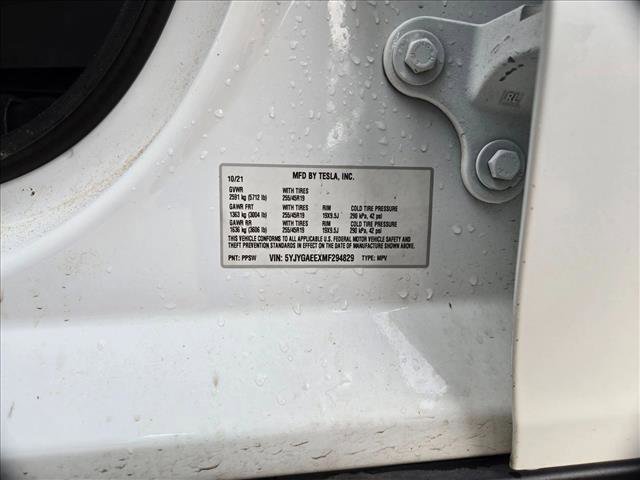 RL
10/21 MFD BY TESLA, INC.
GVWR WITH TIRES
2591 kg (5712 lb) 255/45R19
GAWR FRT WITH TIRES RIM COLD TIRE PRESSURE
1363 kg (3004 lb) 255/45R19 19X9.5J 290 kPa, 42 psi
GAWR RR WITH TIRES RIM COLD TIRE PRESSURE
1636 kg (3606 lb) 255/45R19 19X9.5J 290 kPa, 42 psi
THIS VEHICLE CONFORMS TO ALL APPLICABLE U.S. FEDERAL MOTOR VEHICLE SAFETY AND
THEFT PREVENTION STANDARDS IN EFFECT ON THE DATE OF MANUFACTURE SHOWN ABOVE.
PNT: PPSW VIN: 5YJYGAEEXMF294829 TYPE: MPV